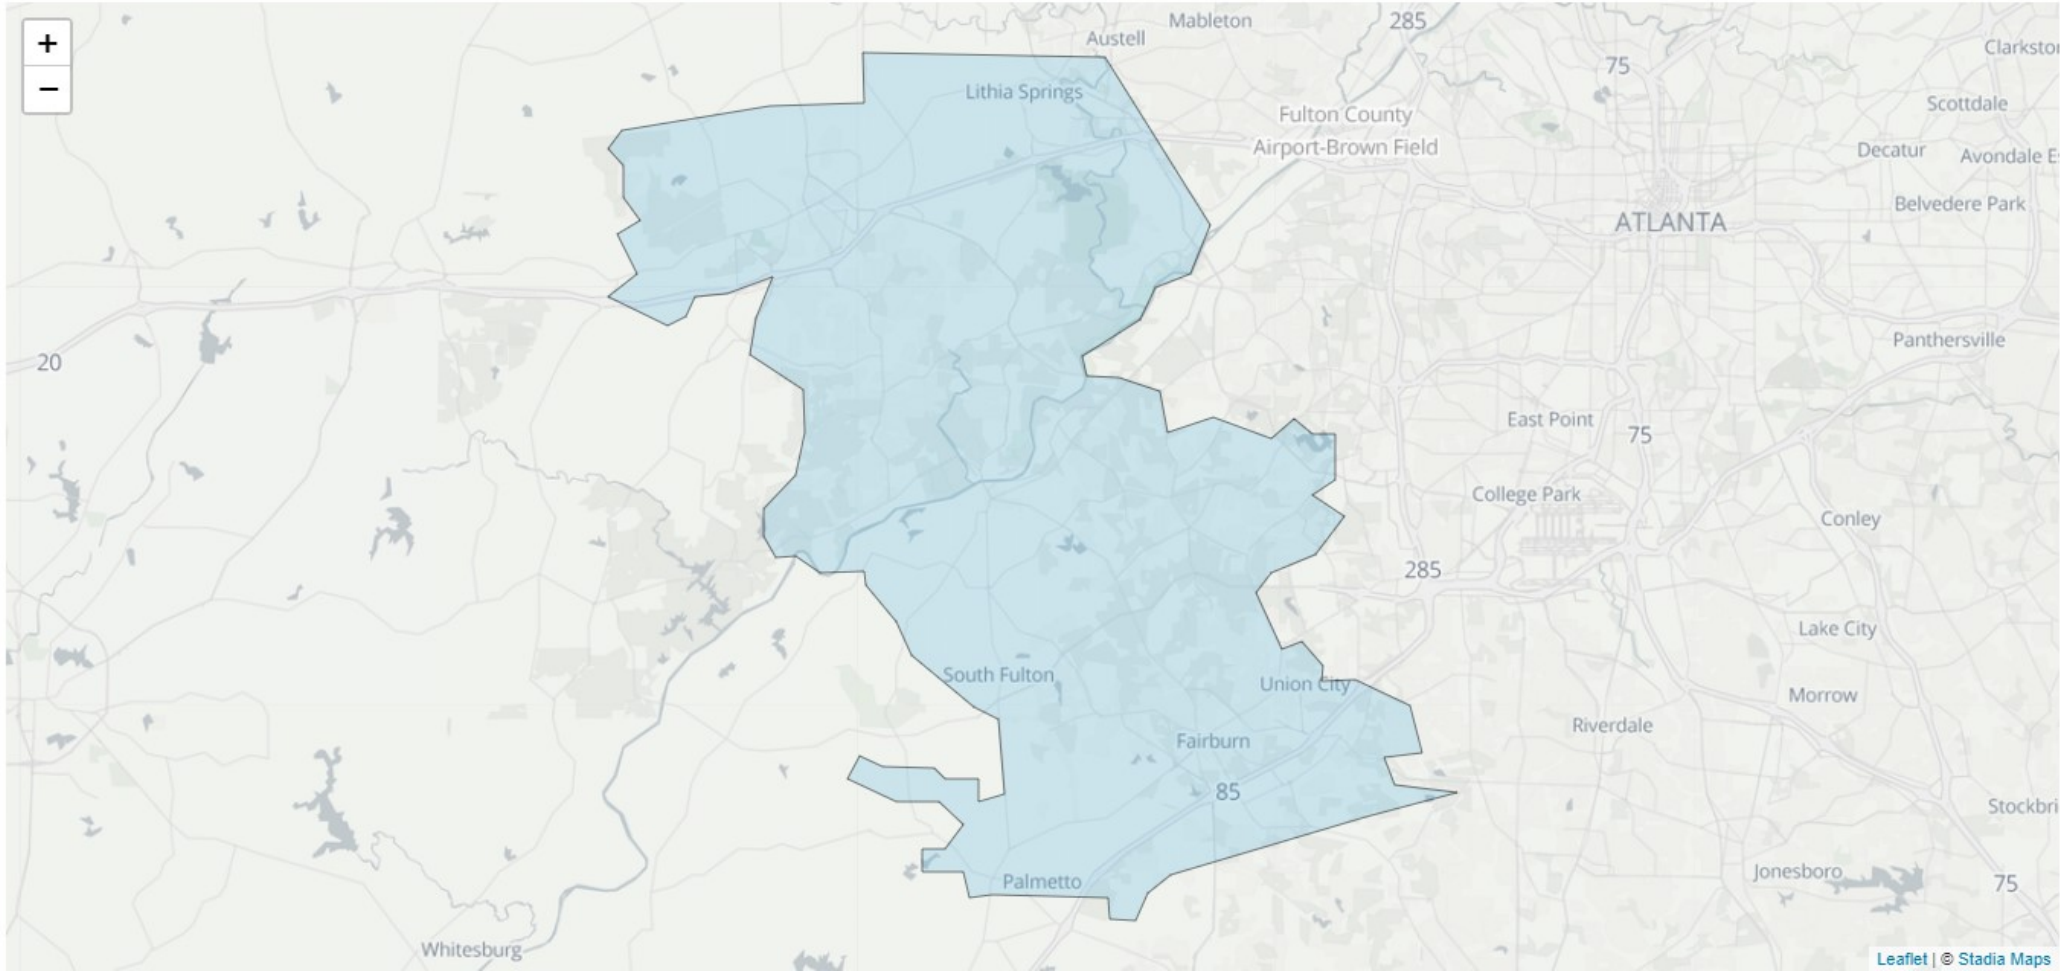 +
−
Mableton
285
Austell
Clarksto
75
Lithia Springs
Scottdale
Fulton County
Airport-Brown Field
Decatur
Avondale E
Belvedere Park
ATLANTA
Panthersville
20
East Point
75
College Park
Conley
285
Lake City
South Fulton
Union City
Morrow
Riverdale
Fairburn
85
Stockbri
Jonesboro
Palmetto
75
Whitesburg
Leaflet | © Stadia Maps